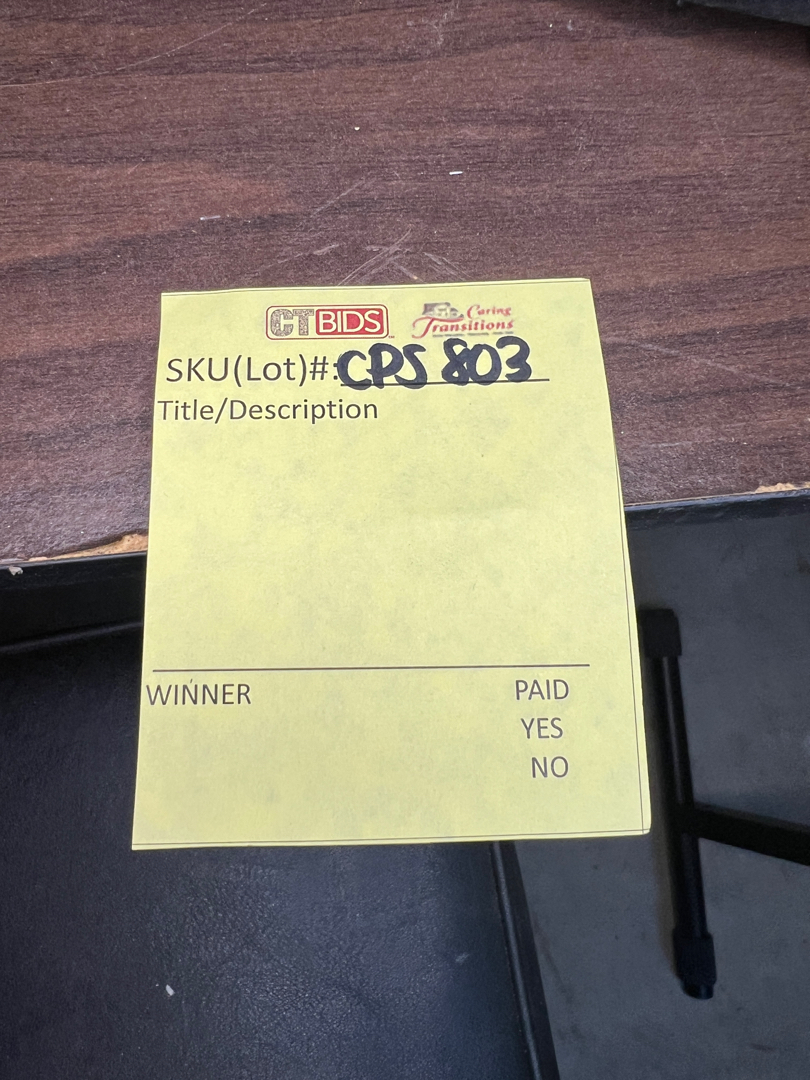 CTBIDS Caring Transitions
SKU(Lot)#: CPS 803
Title/Description
WINNER PAID
YES
NO